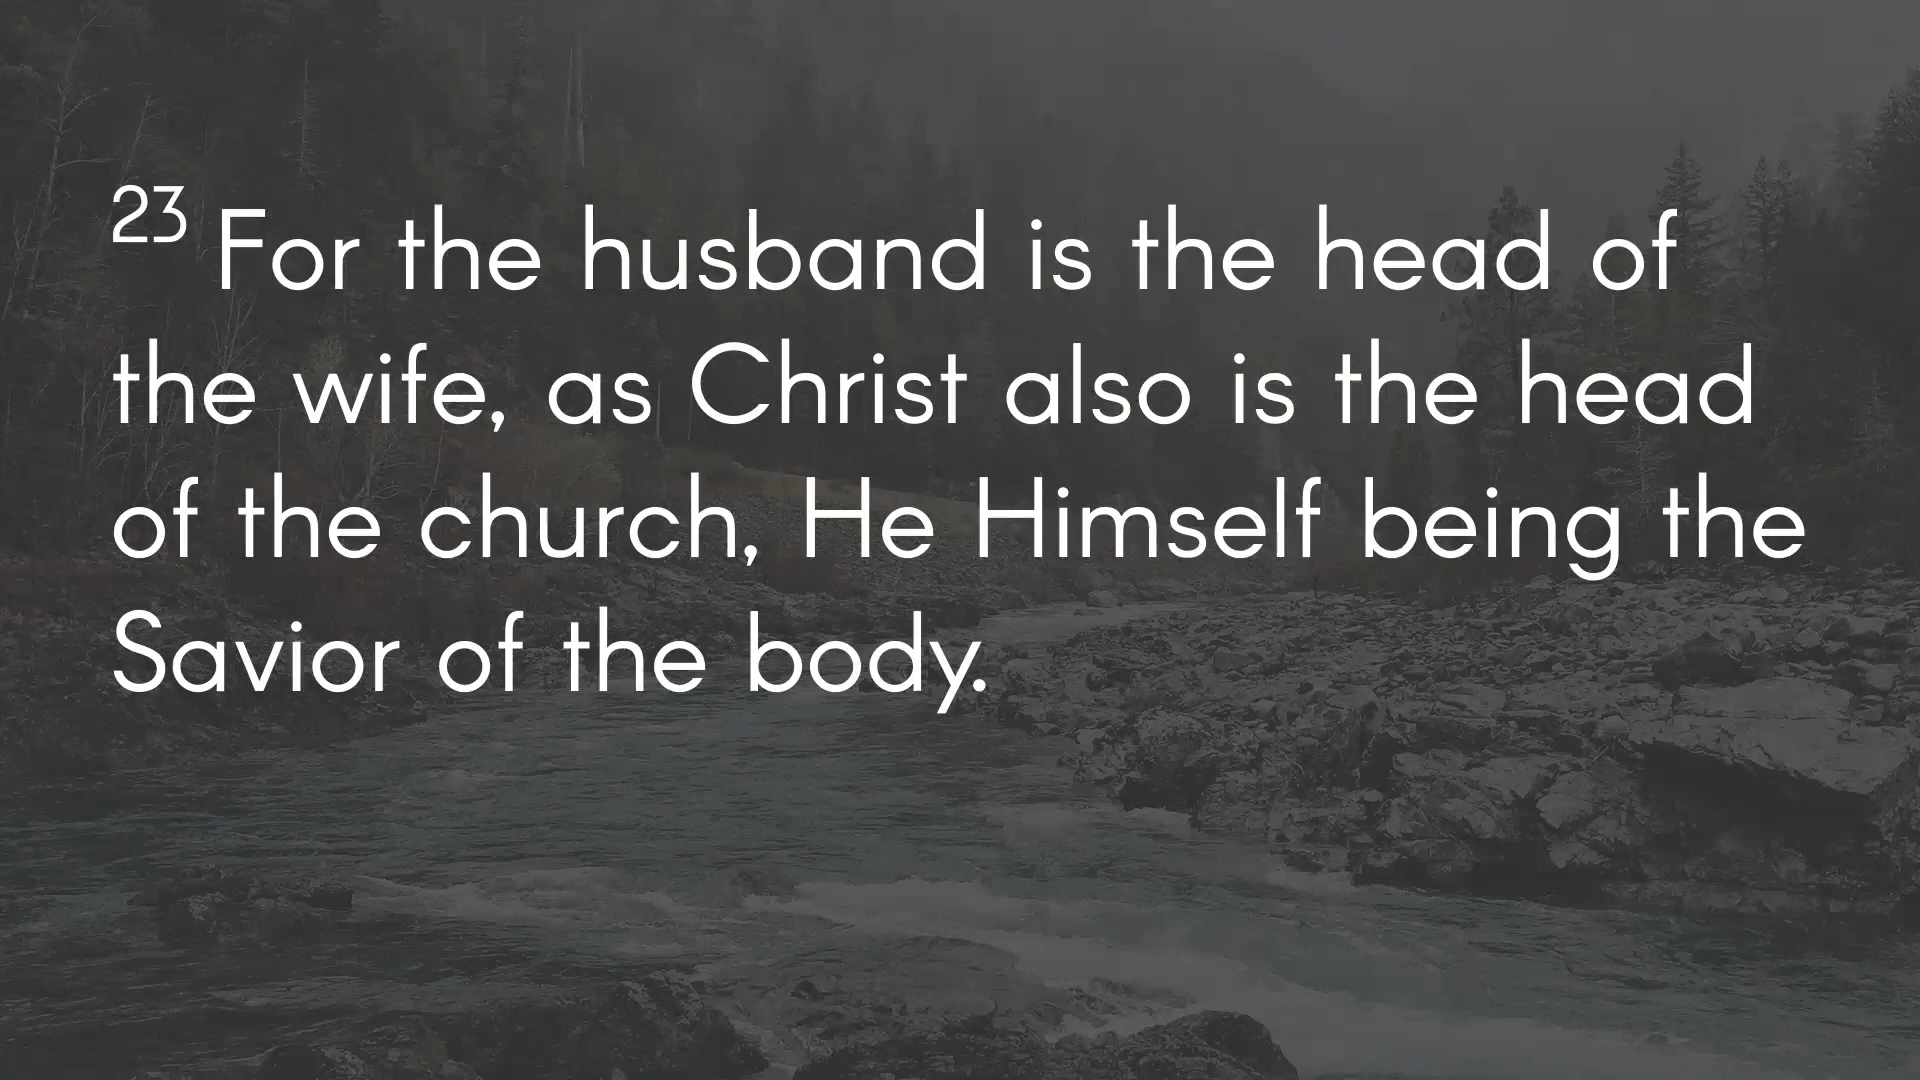 23 For the husband is the head of
the wife, as Christ also is the head
of the church, He Himself being the
Savior of the body.